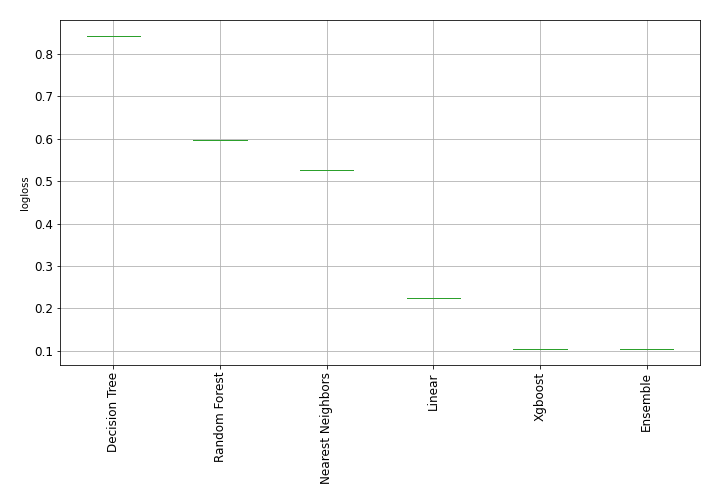 0.8
0.7
0.6
0.5
0.4
0.3
0.2
0.1
logloss
Decision Tree
Random Forest
Nearest Neighbors
Linear
Xgboost
Ensemble